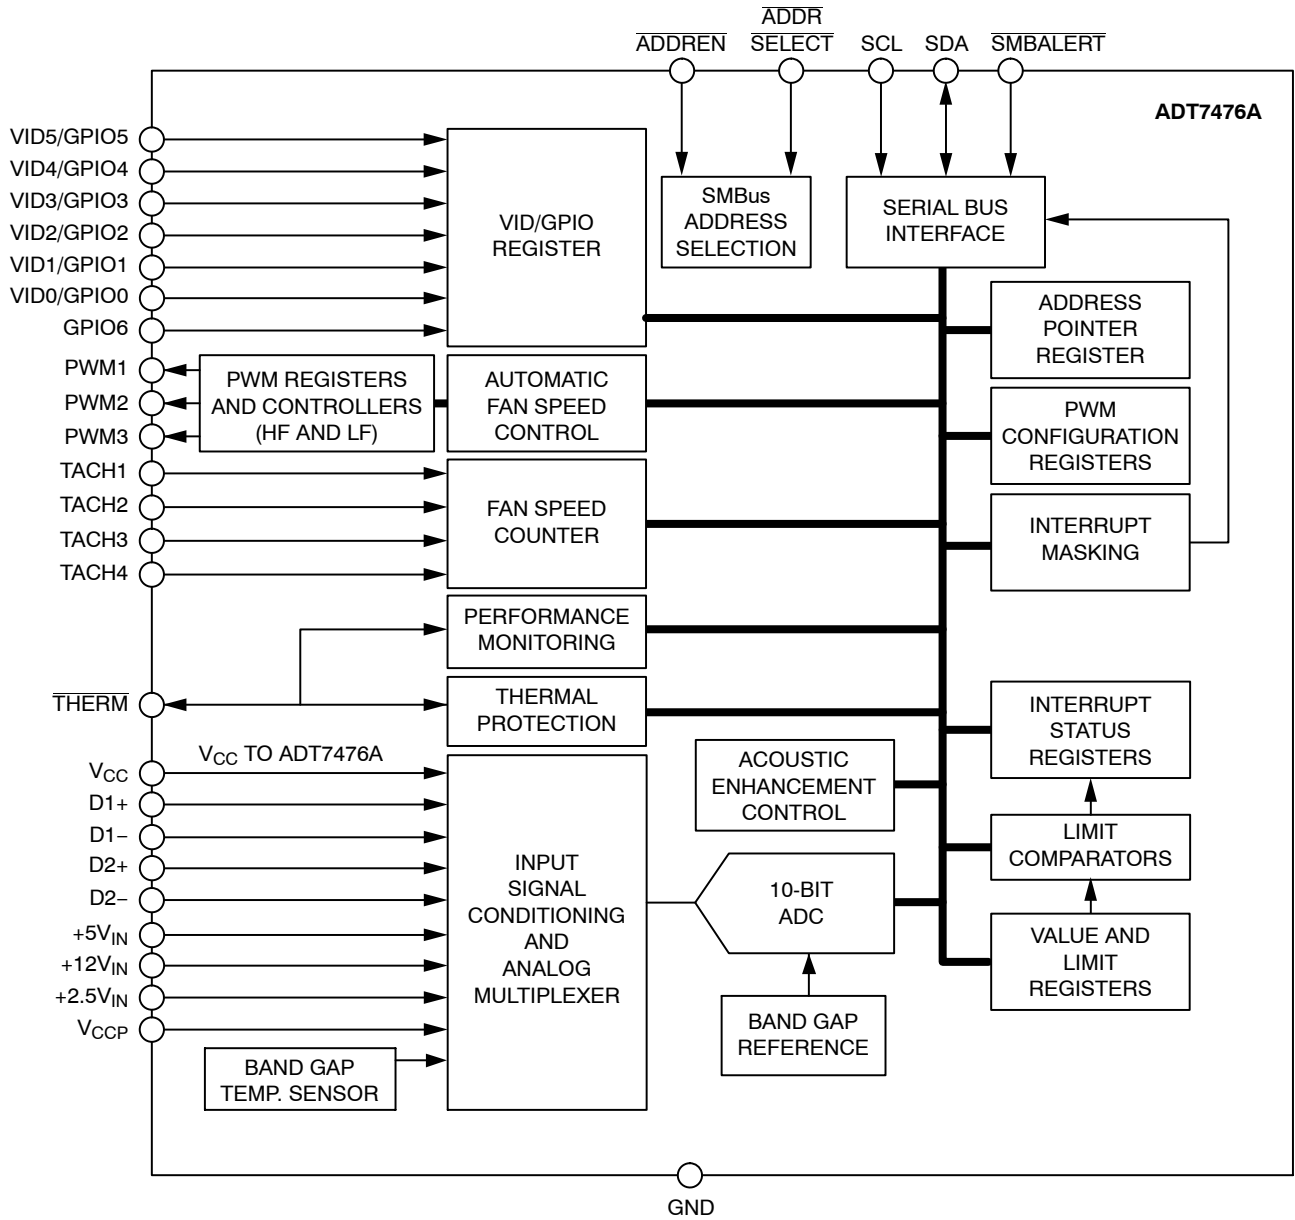 ADDR
ADDREN SELECT SCL SDA SMBALERT
ADT7476A
VID5/GPIO5
VID4/GPIO4
VID3/GPIO3
VID2/GPIO2
VID1/GPIO1
VID0/GPIO0
GPIO6
VID/GPIO
REGISTER
SMBus
ADDRESS
SELECTION
SERIAL BUS
INTERFACE
ADDRESS
POINTER
REGISTER
PWM1
PWM2
PWM3
PWM REGISTERS
AND CONTROLLERS
(HF AND LF)
AUTOMATIC
FAN SPEED
CONTROL
PWM
CONFIGURATION
REGISTERS
TACH1
TACH2
TACH3
TACH4
FAN SPEED
COUNTER
INTERRUPT
MASKING
PERFORMANCE
MONITORING
THERM
THERMAL
PROTECTION
INTERRUPT
STATUS
REGISTERS
VCC TO ADT7476A
VCC
D1+
D1−
D2+
D2−
+5VIN
+12VIN
+2.5VIN
VCCP
INPUT
SIGNAL
CONDITIONING
AND
ANALOG
MULTIPLEXER
ACOUSTIC
ENHANCEMENT
CONTROL
LIMIT
COMPARATORS
10-BIT
ADC
VALUE AND
LIMIT
REGISTERS
BAND GAP
REFERENCE
BAND GAP
TEMP. SENSOR
GND